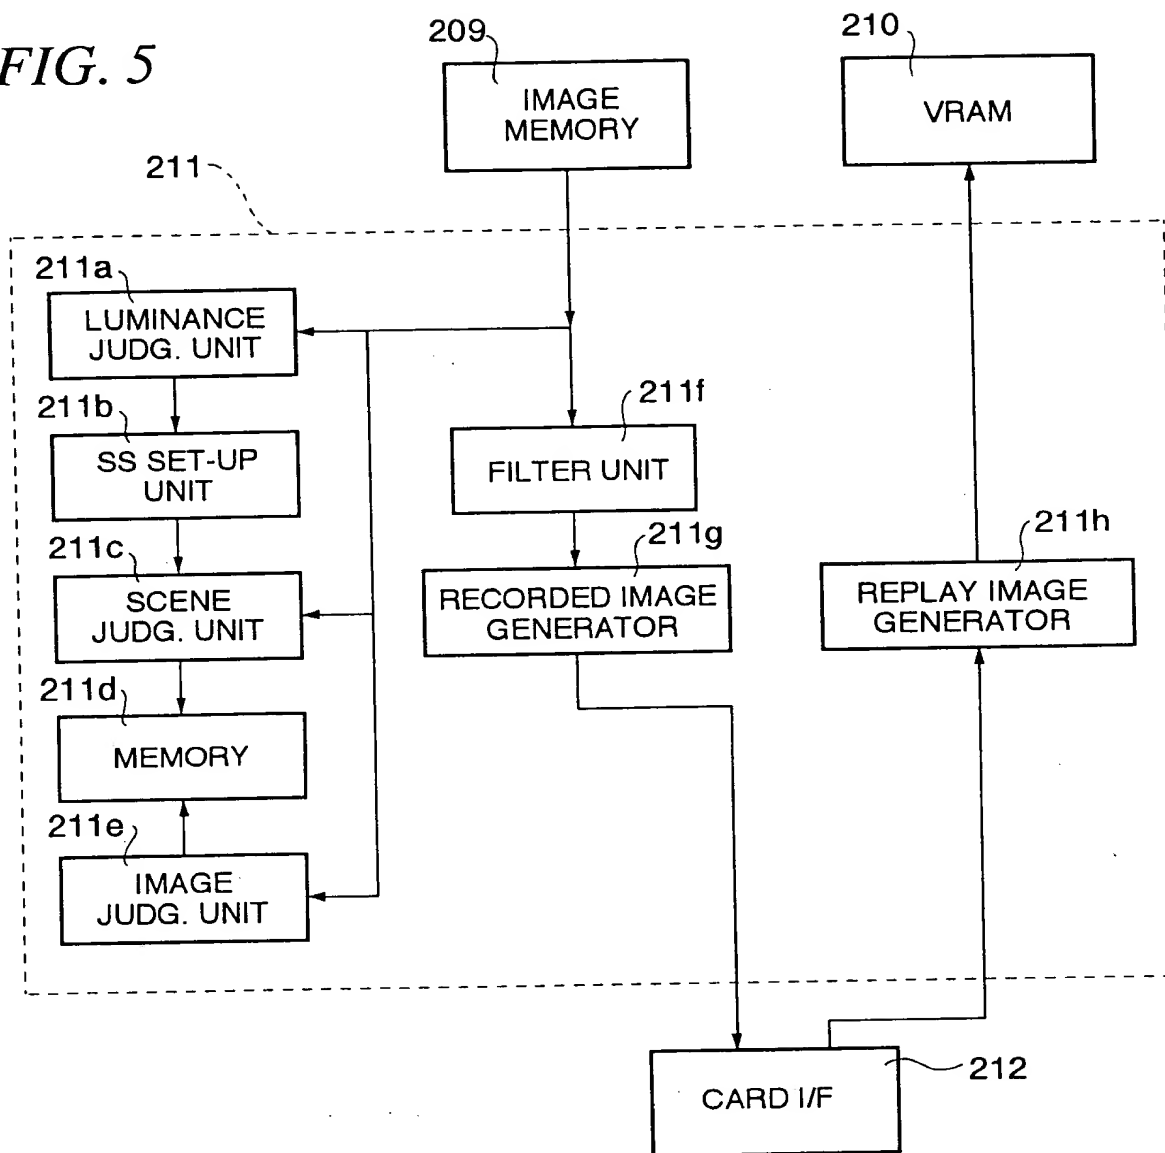 FIG. 5
209
IMAGE
MEMORY
210
VRAM
211
211a
LUMINANCE
JUDG. UNIT
211b
SS SET-UP
UNIT
211c
SCENE
JUDG. UNIT
211d
MEMORY
211e
IMAGE
JUDG. UNIT
211f
FILTER UNIT
211g
RECORDED IMAGE
GENERATOR
211h
REPLAY IMAGE
GENERATOR
212
CARD I/F